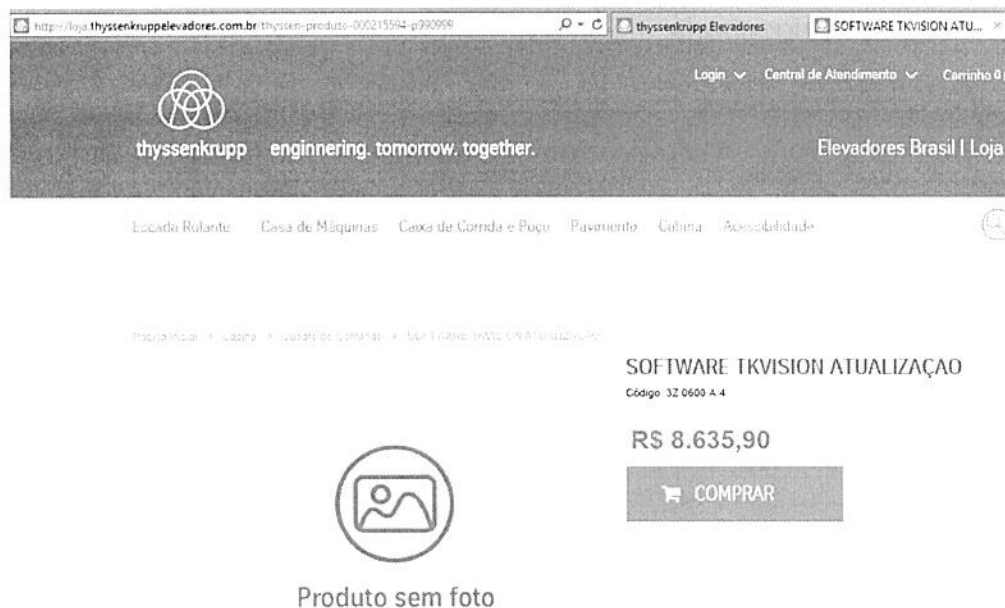 http://loja.thyssenkruppelevadores.com.br/thyssen-produto-000215594-p990999
thyssenkrupp Elevadores
SOFTWARE TKVISION ATU...
Login Central de Atendimento Carrinho 0
thyssenkrupp enginnering. tomorrow. together.
Elevadores Brasil | Loja
Escada Rolante Casa de Máquinas Caixa de Corrida e Poço Pavimento Cabina Acessibilidade
SOFTWARE TKVISION ATUALIZAÇAO
Código: 3Z 0600 A 4
R$ 8.635,90
COMPRAR
Produto sem foto